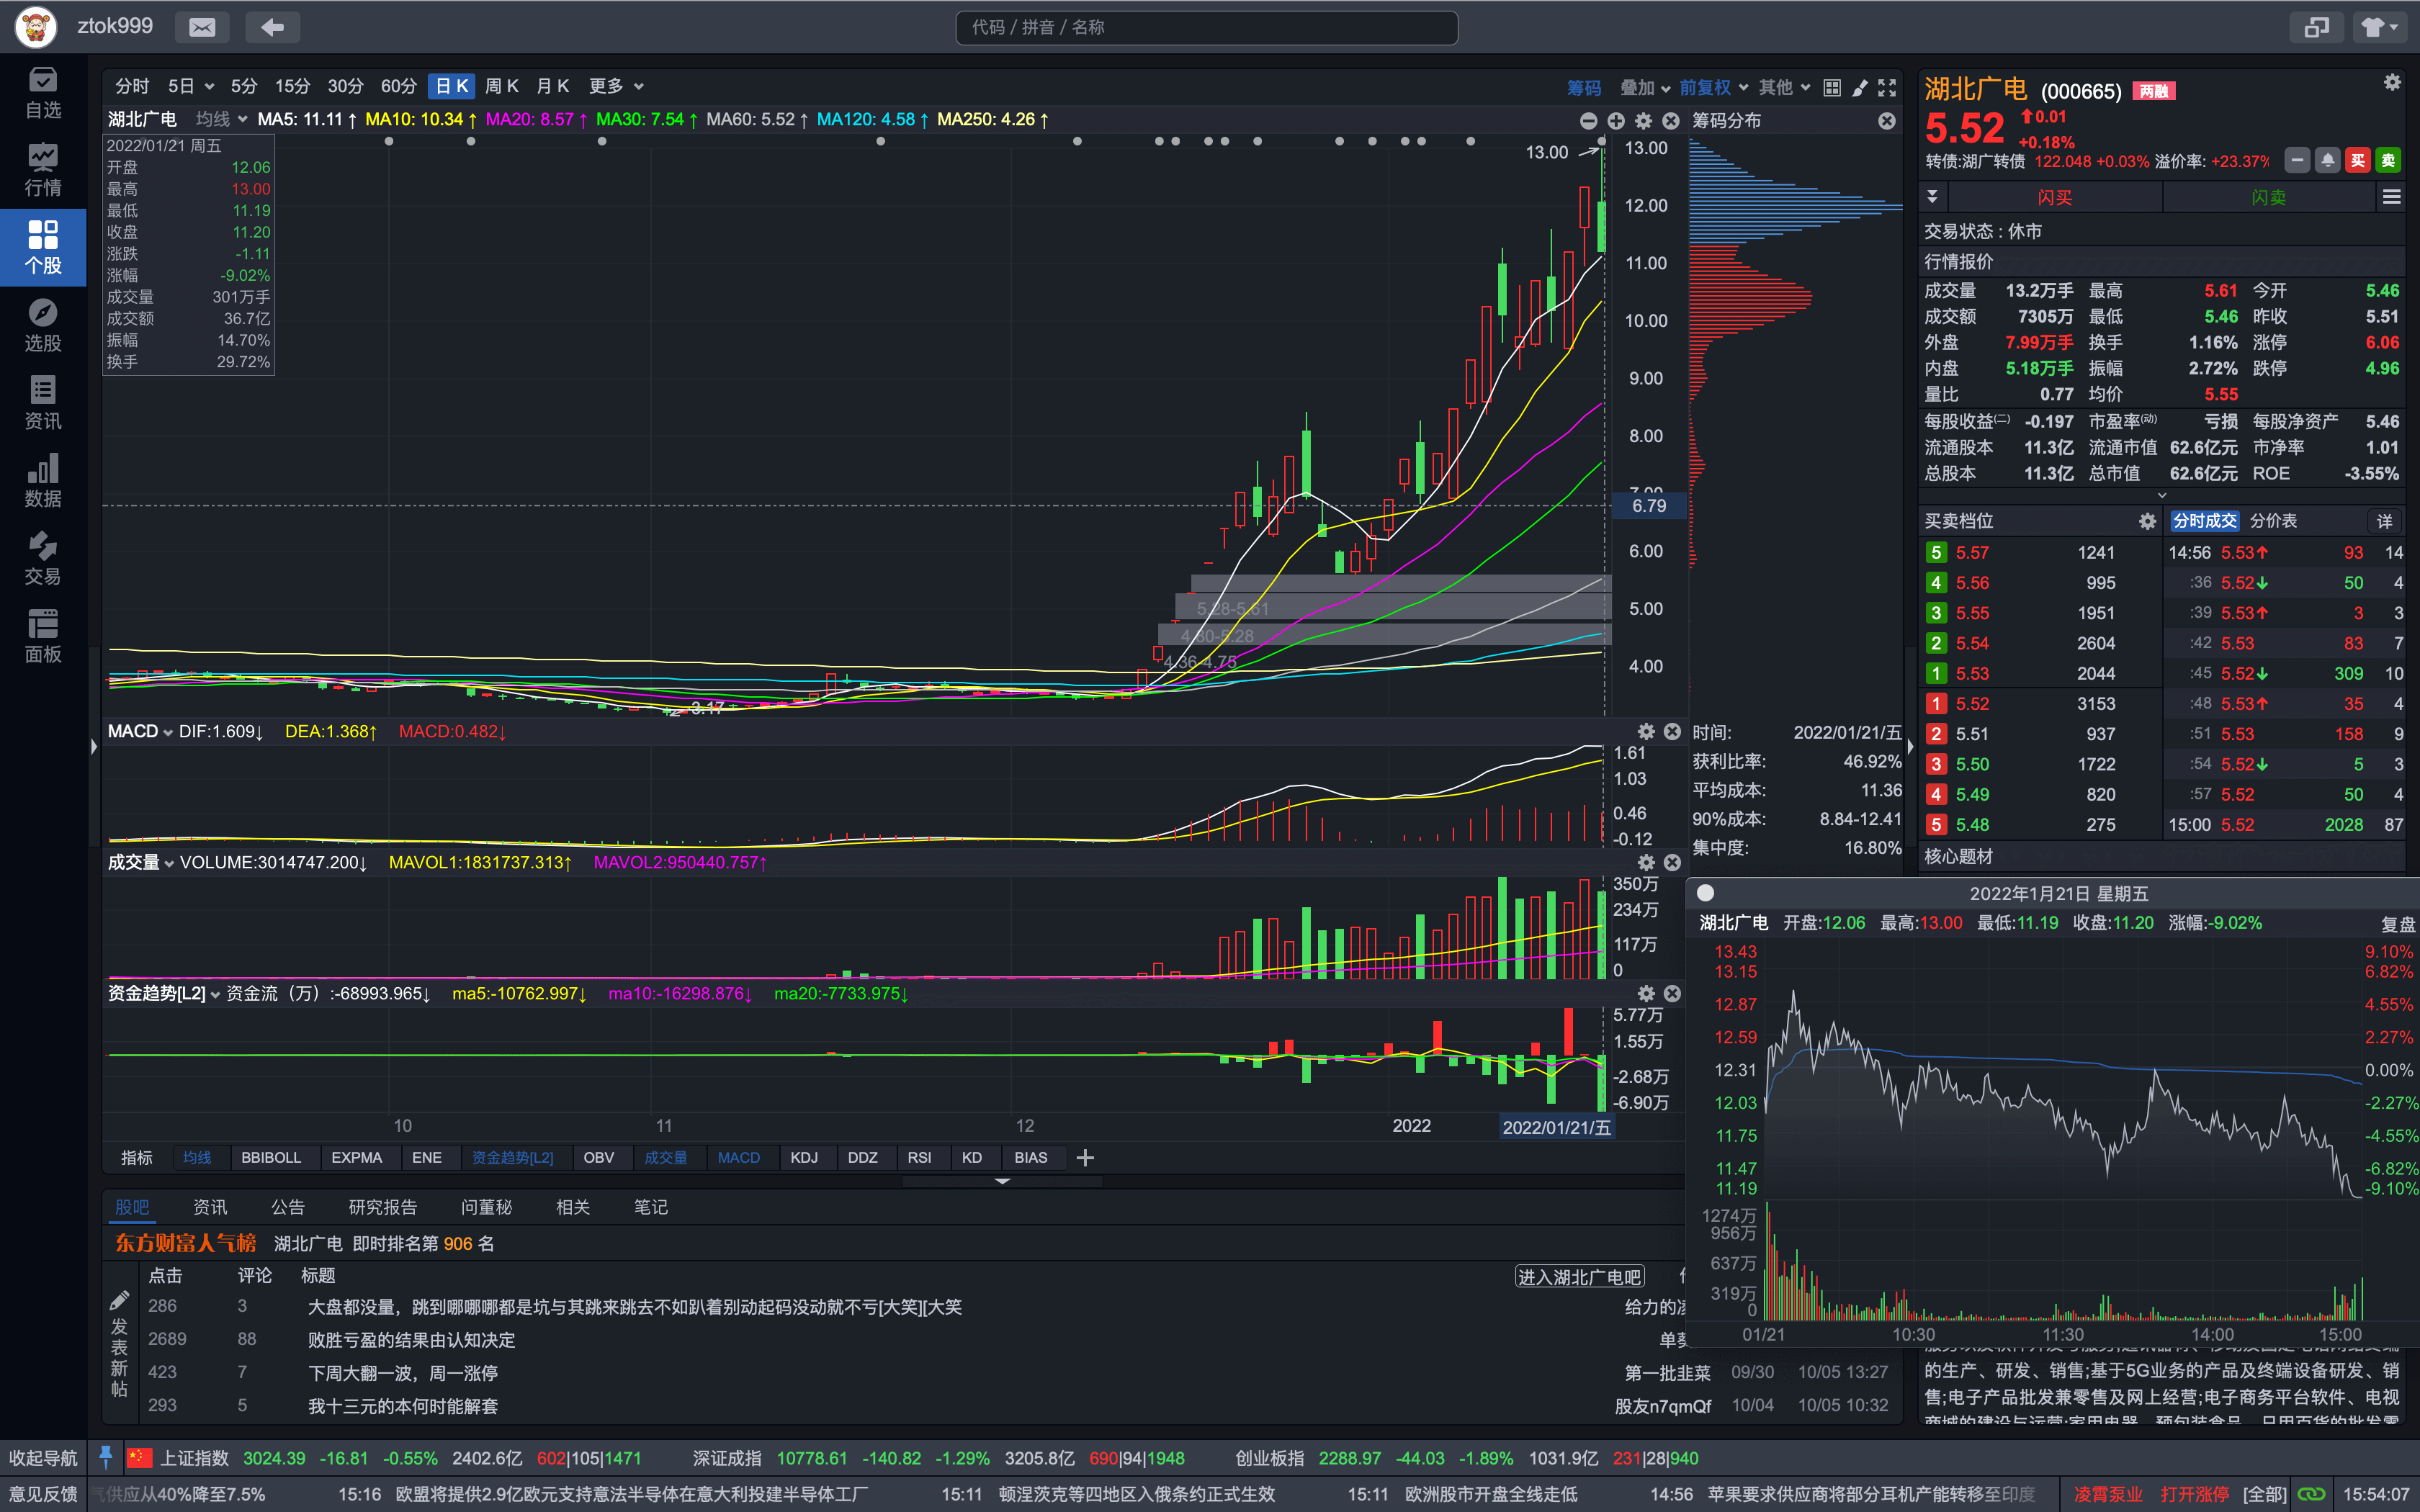 ztok999
代码 / 拼音 / 名称
自选
行情
个股
选股
资讯
数据
交易
面板
分时 5日 5分 15分 30分 60分 日K 周K 月K 更多
筹码 叠加 前复权 其他
湖北广电 均线 MA5: 11.11↑ MA10: 10.34↑ MA20: 8.57↑ MA30: 7.54↑ MA60: 5.52↑ MA120: 4.58↑ MA250: 4.26↑
2022/01/21 周五
开盘 12.06
最高 13.00
最低 11.19
收盘 11.20
涨跌 -1.11
涨幅 -9.02%
成交量 301万手
成交额 36.7亿
振幅 14.70%
换手 29.72%
13.00
13.00
12.00
11.00
10.00
9.00
8.00
6.79
6.00
5.00
4.00
5.28-5.61
4.80-5.28
4.36-4.75
3.17
筹码分布
时间: 2022/01/21/五
获利比率: 46.92%
平均成本: 11.36
90%成本: 8.84-12.41
集中度: 16.80%
MACD DIF:1.609↓ DEA:1.368↑ MACD:0.482↓
1.61
1.03
0.46
-0.12
成交量 VOLUME:3014747.200↓ MAVOL1:1831737.313↑ MAVOL2:950440.757↑
350万
234万
117万
0
资金趋势[L2] 资金流（万）:-68993.965↓ ma5:-10762.997↓ ma10:-16298.876↓ ma20:-7733.975↓
5.77万
1.55万
-2.68万
-6.90万
10 11 12 2022 2022/01/21/五
指标 均线 BBIBOLL EXPMA ENE 资金趋势[L2] OBV 成交量 MACD KDJ DDZ RSI KD BIAS
湖北广电 (000665) 两融
5.52 0.01
+0.18%
转债:湖广转债 122.048 +0.03% 溢价率: +23.37% 买 卖
闪买 闪卖
交易状态 : 休市
行情报价
成交量 13.2万手 最高 5.61 今开 5.46
成交额 7305万 最低 5.46 昨收 5.51
外盘 7.99万手 换手 1.16% 涨停 6.06
内盘 5.18万手 振幅 2.72% 跌停 4.96
量比 0.77 均价 5.55
每股收益(二) -0.197 市盈率(动) 亏损 每股净资产 5.46
流通股本 11.3亿 流通市值 62.6亿元 市净率 1.01
总股本 11.3亿 总市值 62.6亿元 ROE -3.55%
买卖档位 分时成交 分价表 详
5 5.57 1241 14:56 5.53↑ 93 14
4 5.56 995 :36 5.52↓ 50 4
3 5.55 1951 :39 5.53↑ 3 3
2 5.54 2604 :42 5.53 83 7
1 5.53 2044 :45 5.52↓ 309 10
1 5.52 3153 :48 5.53↑ 35 4
2 5.51 937 :51 5.53 158 9
3 5.50 1722 :54 5.52↓ 5 3
4 5.49 820 :57 5.52 50 4
5 5.48 275 15:00 5.52 2028 87
核心题材
2022年1月21日 星期五
湖北广电 开盘:12.06 最高:13.00 最低:11.19 收盘:11.20 涨幅:-9.02% 复盘
13.43 9.10%
13.15 6.82%
12.87 4.55%
12.59 2.27%
12.31 0.00%
12.03 -2.27%
11.75 -4.55%
11.47 -6.82%
11.19 -9.10%
1274万
956万
637万
319万
0
01/21 10:30 11:30 14:00 15:00
的生产、研发、销售;基于5G业务的产品及终端设备研发、销
售;电子产品批发兼零售及网上经营;电子商务平台软件、电视
股吧 资讯 公告 研究报告 问董秘 相关 笔记
东方财富人气榜 湖北广电 即时排名第 906 名
点击 评论 标题 进入湖北广电吧
发表新帖
286 3 大盘都没量，跳到哪哪哪都是坑与其跳来跳去不如趴着别动起码没动就不亏[大笑][大笑 给力的
2689 88 败胜亏盈的结果由认知决定 单
423 7 下周大翻一波，周一涨停 第一批韭菜 09/30 10/05 13:27
293 5 我十三元的本何时能解套 股友n7qmQf 10/04 10/05 10:32
收起导航 上证指数 3024.39 -16.81 -0.55% 2402.6亿 602|105|1471 深证成指 10778.61 -140.82 -1.29% 3205.8亿 690|94|1948 创业板指 2288.97 -44.03 -1.89% 1031.9亿 231|28|940
意见反馈 气供应从40%降至7.5% 15:16 欧盟将提供2.9亿欧元支持意法半导体在意大利投建半导体工厂 15:11 顿涅茨克等四地区入俄条约正式生效 15:11 欧洲股市开盘全线走低 14:56 苹果要求供应商将部分耳机产能转移至印度 凌霄泵业 打开涨停 [全部] 15:54:07